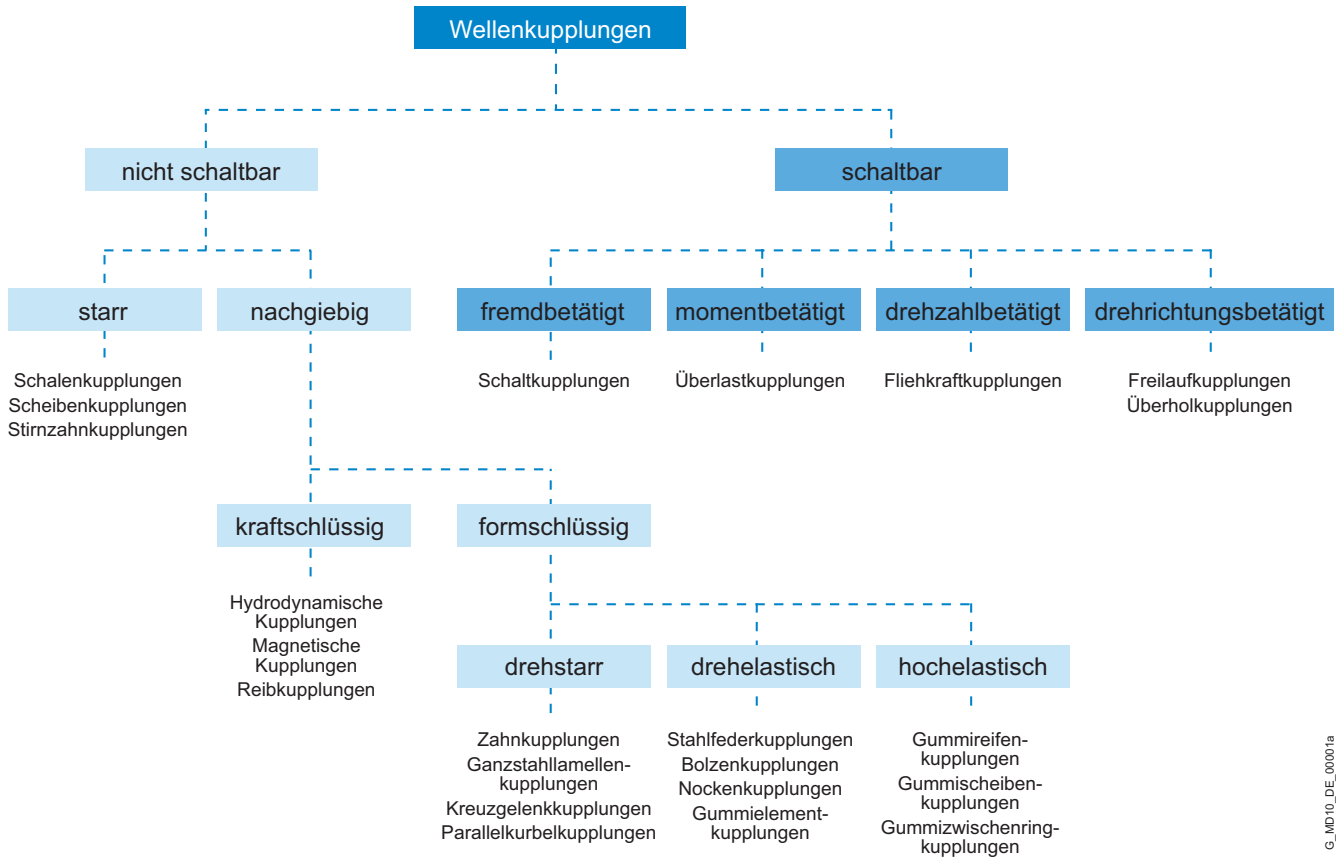 Wellenkupplungen
nicht schaltbar
schaltbar
starr
nachgiebig
fremdbetätigt
momentbetätigt
drehzahlbetätigt
drehrichtungsbetätigt
Schalenkupplungen
Scheibenkupplungen
Stirnzahnkupplungen
Schaltkupplungen
Überlastkupplungen
Fliehkraftkupplungen
Freilaufkupplungen
Überholkupplungen
kraftschlüssig
formschlüssig
Hydrodynamische
Kupplungen
Magnetische
Kupplungen
Reibkupplungen
drehstarr
drehelastisch
hochelastisch
Zahnkupplungen
Ganzstahllamellen-
kupplungen
Kreuzgelenkkupplungen
Parallelkurbelkupplungen
Stahlfederkupplungen
Bolzenkupplungen
Nockenkupplungen
Gummielement-
kupplungen
Gummireifen-
kupplungen
Gummischeiben-
kupplungen
Gummizwischenring-
kupplungen
G_MD10_DE_00001a